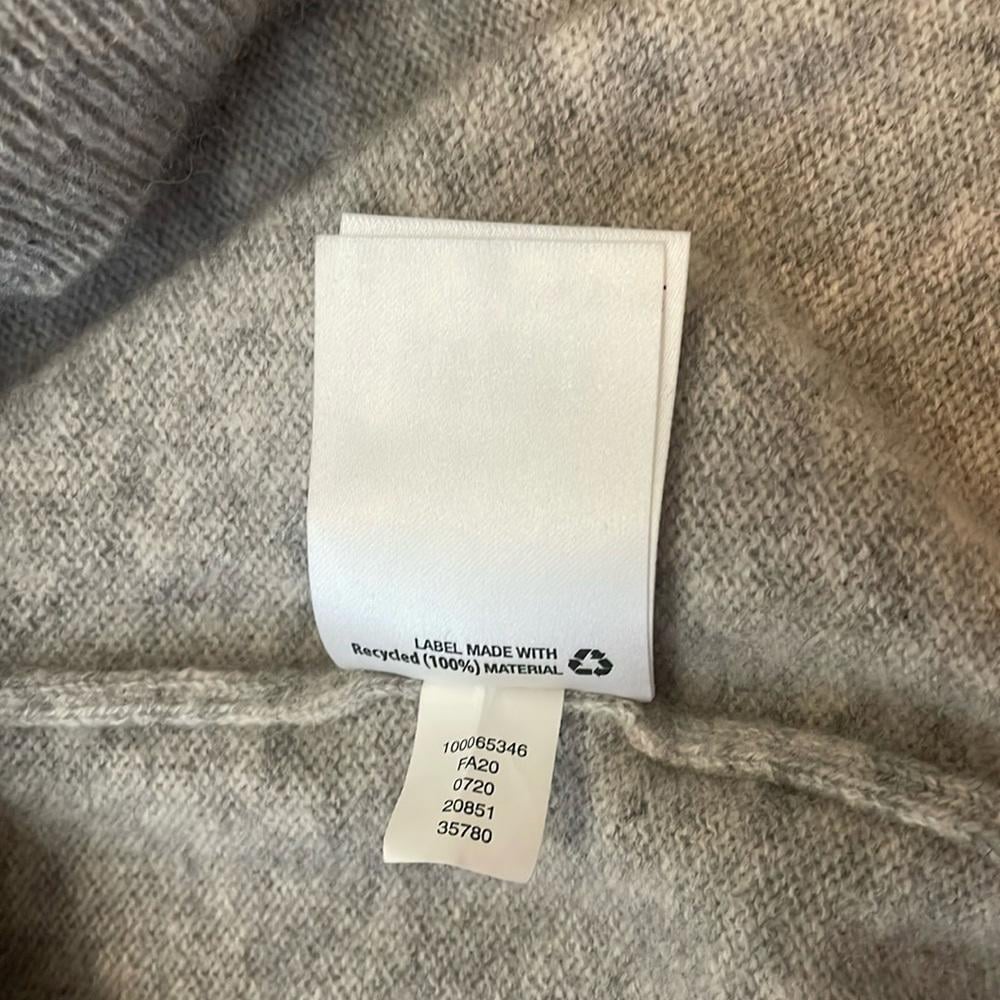 LABEL MADE WITH
Recycled (100%) MATERIAL
100065346
FA20
0720
20851
35780